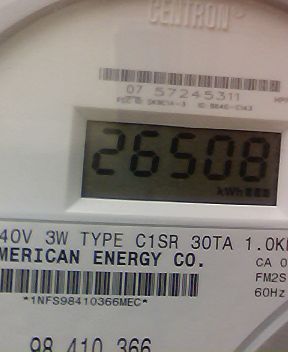 CENTRON
07 57245311
26508
kWh
40V 3W TYPE C1SR 30TA 1.0K
MERICAN ENERGY CO.
CA 0
FM2S
60Hz
*1NFS98410366MEC*
98 410 366